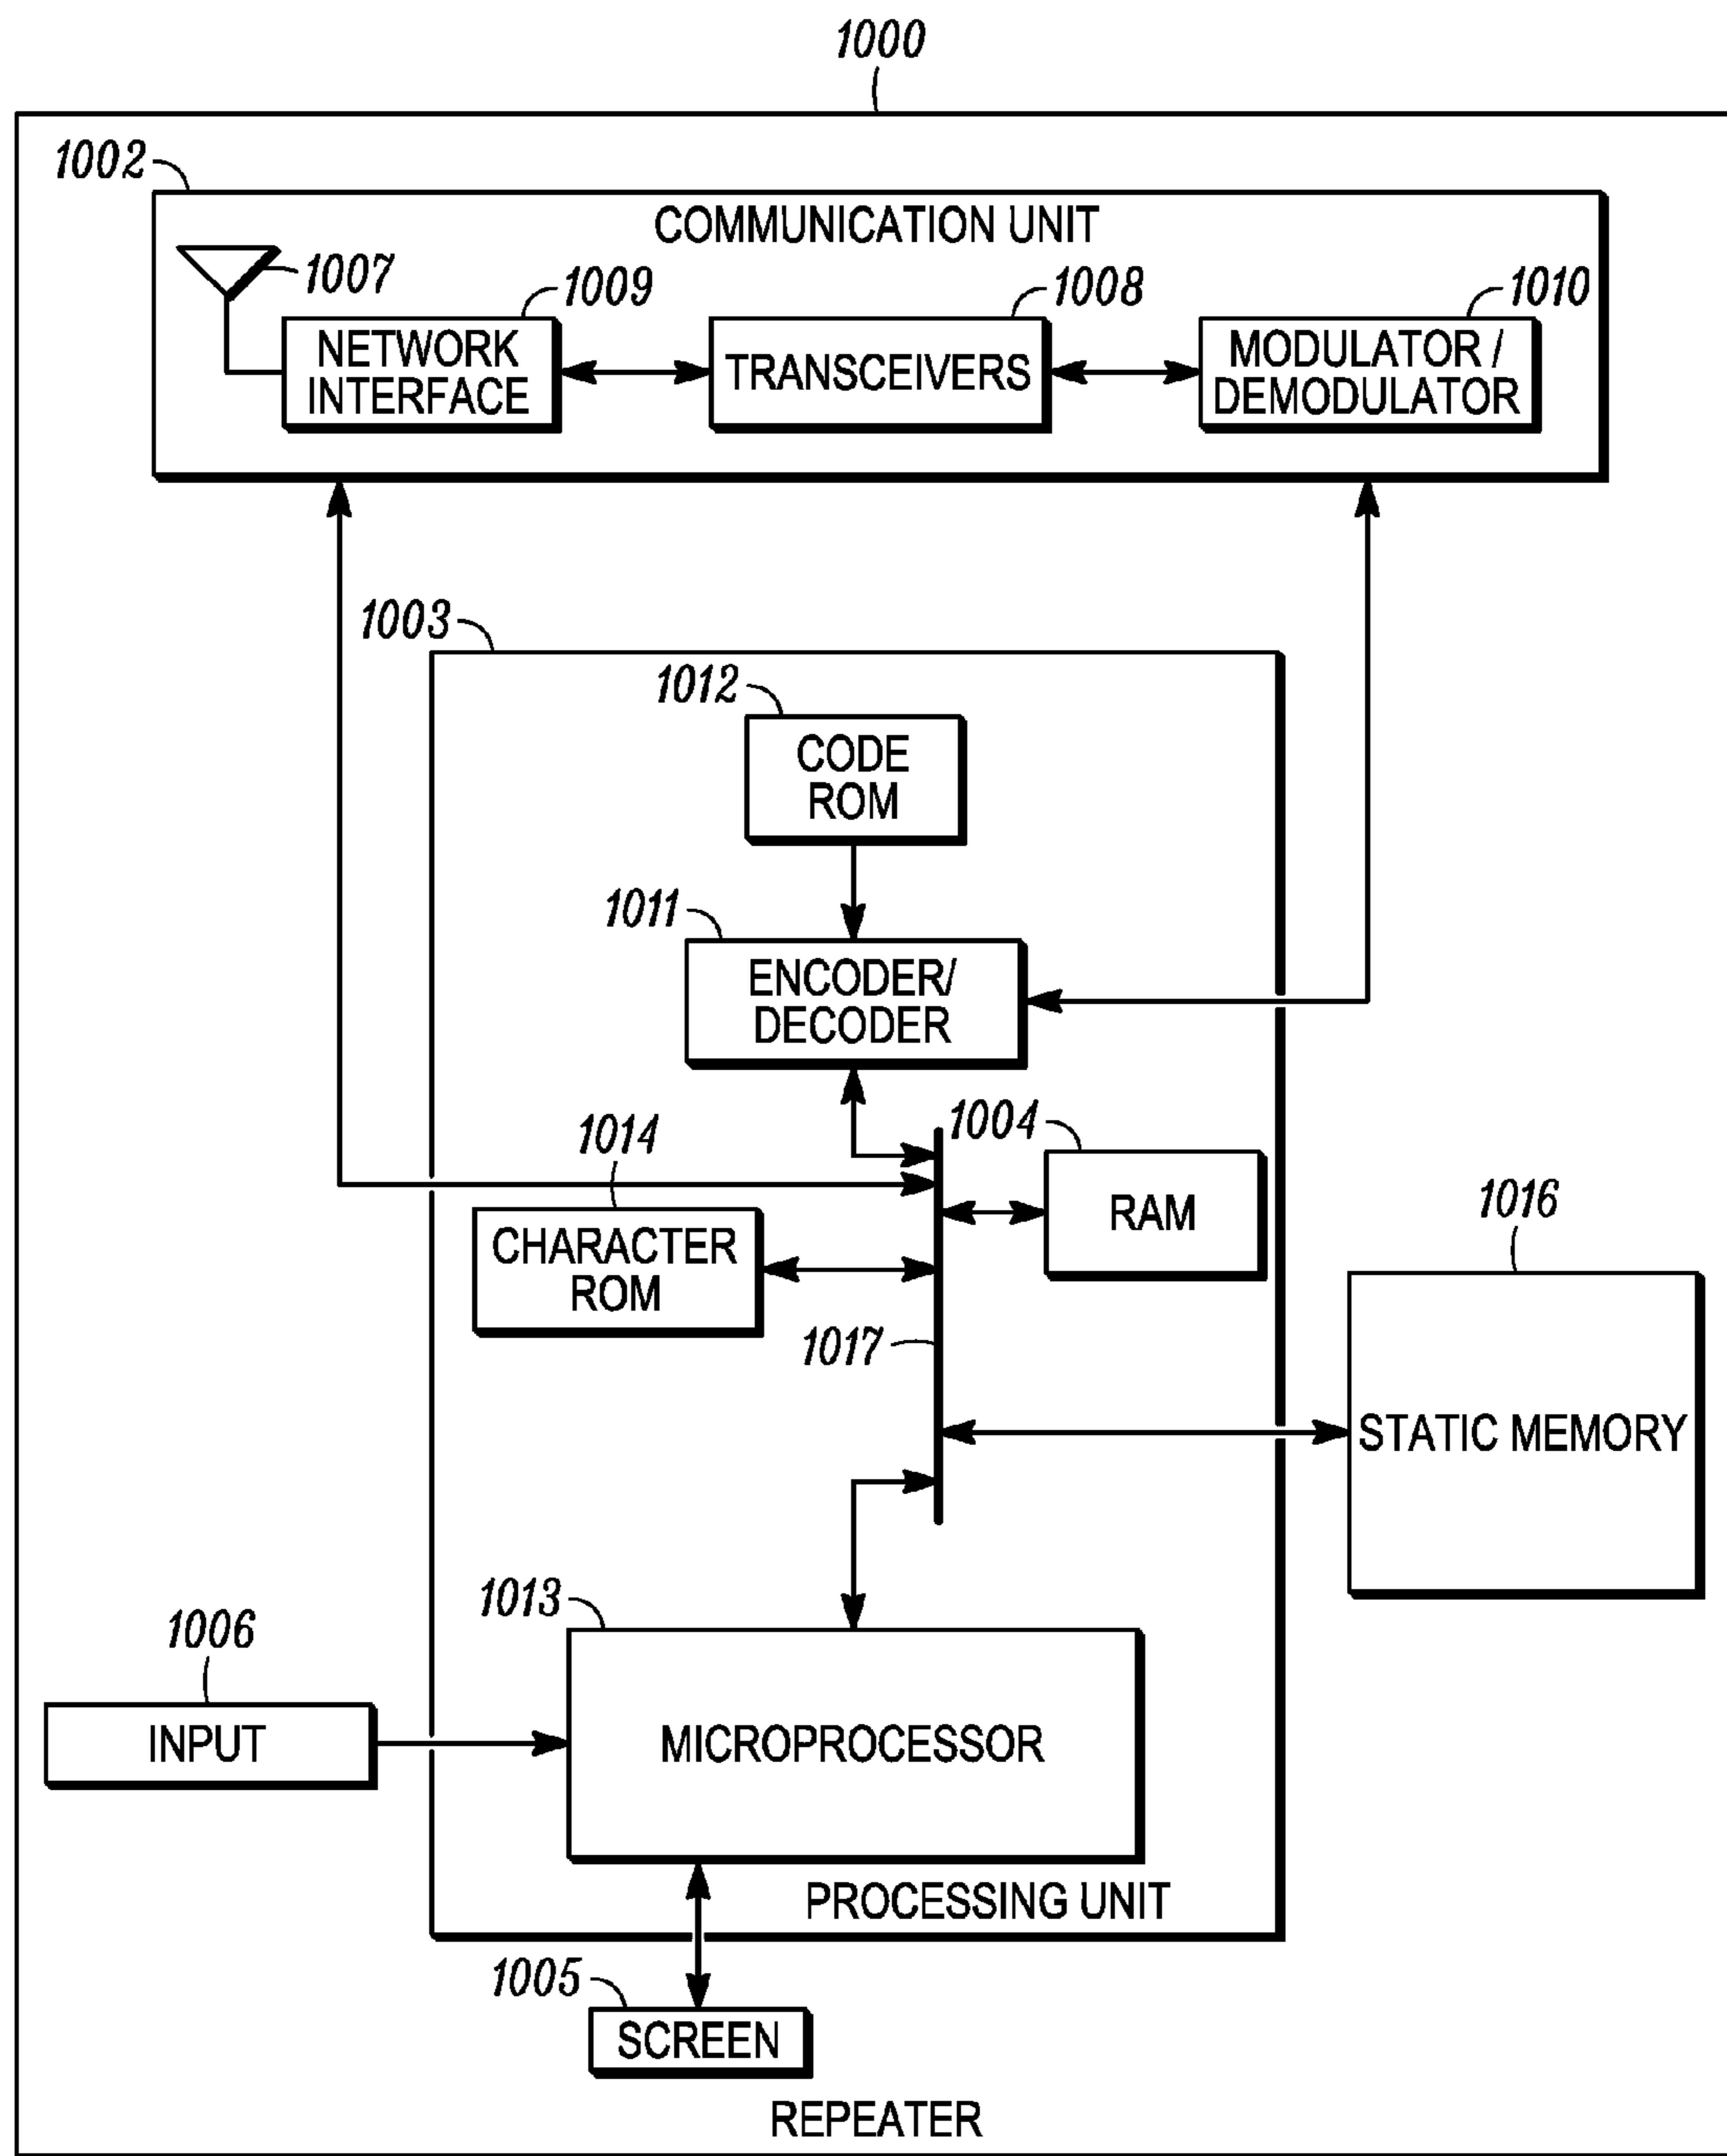 1000
1002
COMMUNICATION UNIT
1007
1009
1008
1010
NETWORK
INTERFACE
TRANSCEIVERS
MODULATOR /
DEMODULATOR
1003
1012
CODE
ROM
1011
ENCODER/
DECODER
1004
1014
RAM
1016
CHARACTER
ROM
1017
STATIC MEMORY
1013
1006
INPUT
MICROPROCESSOR
PROCESSING UNIT
1005
SCREEN
REPEATER